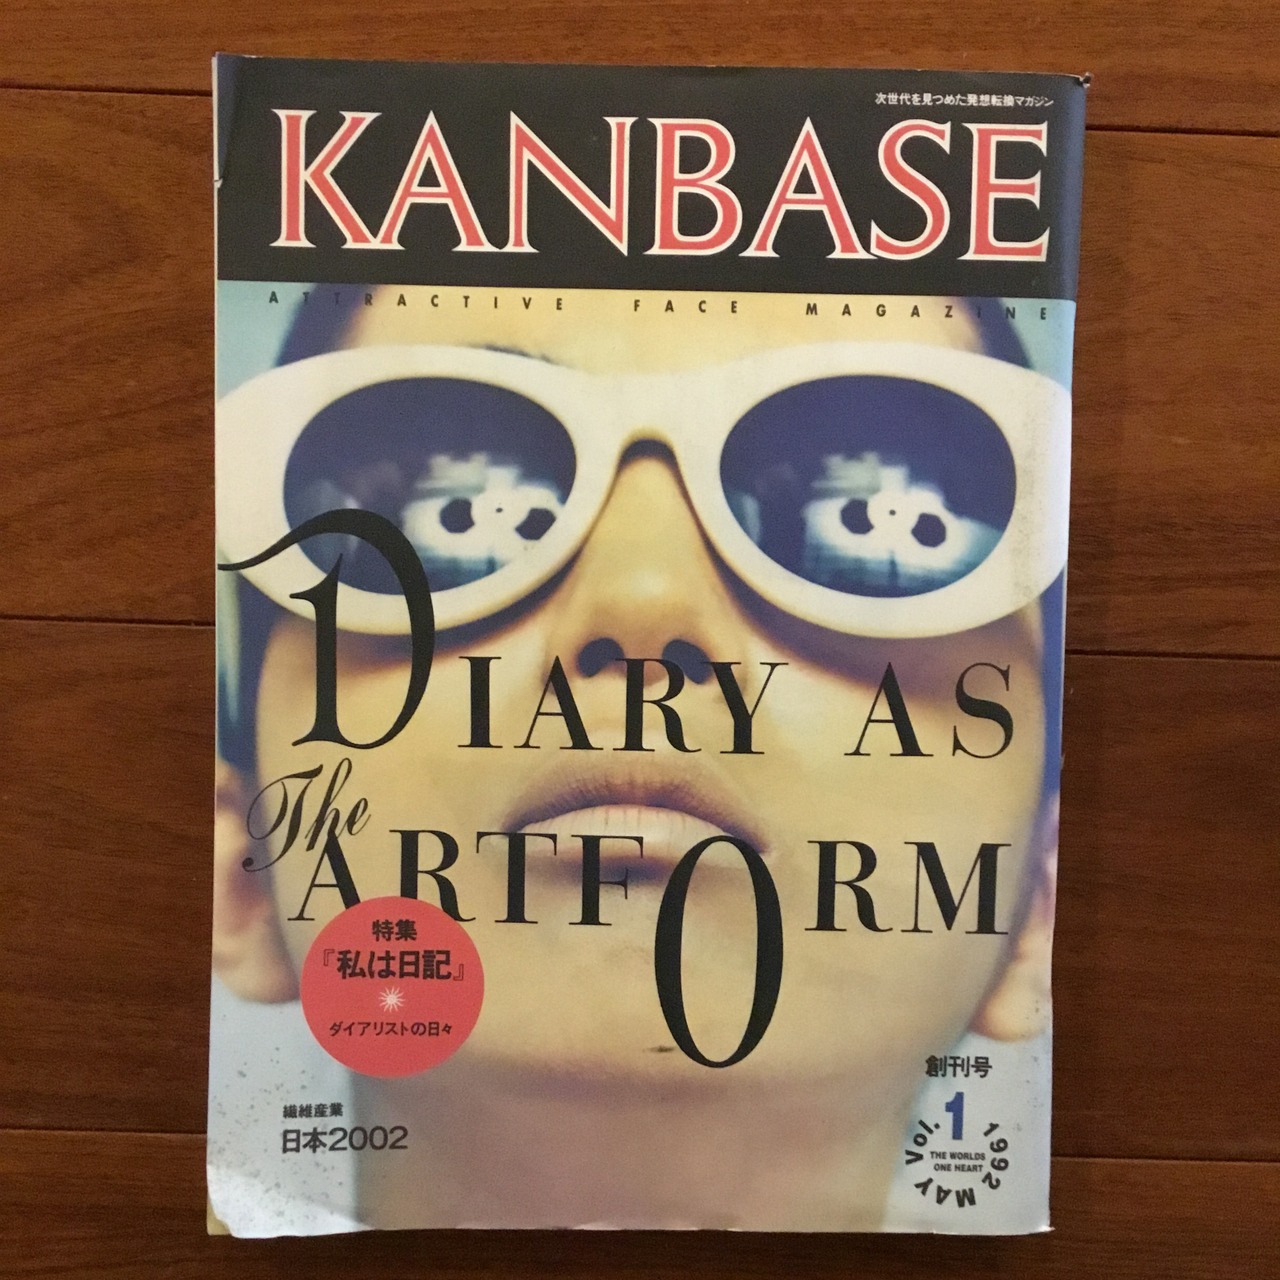 次世代を見つめた発想転換マガジン
KANBASE
ATTRACTIVE FACE MAGAZINE
DIARY AS
The
ARTFORM
特集
『私は日記』
ダイアリストの日々
繊維産業
日本2002
創刊号
Vol. 1
THE WORLDS
ONE HEART
1992 MAY